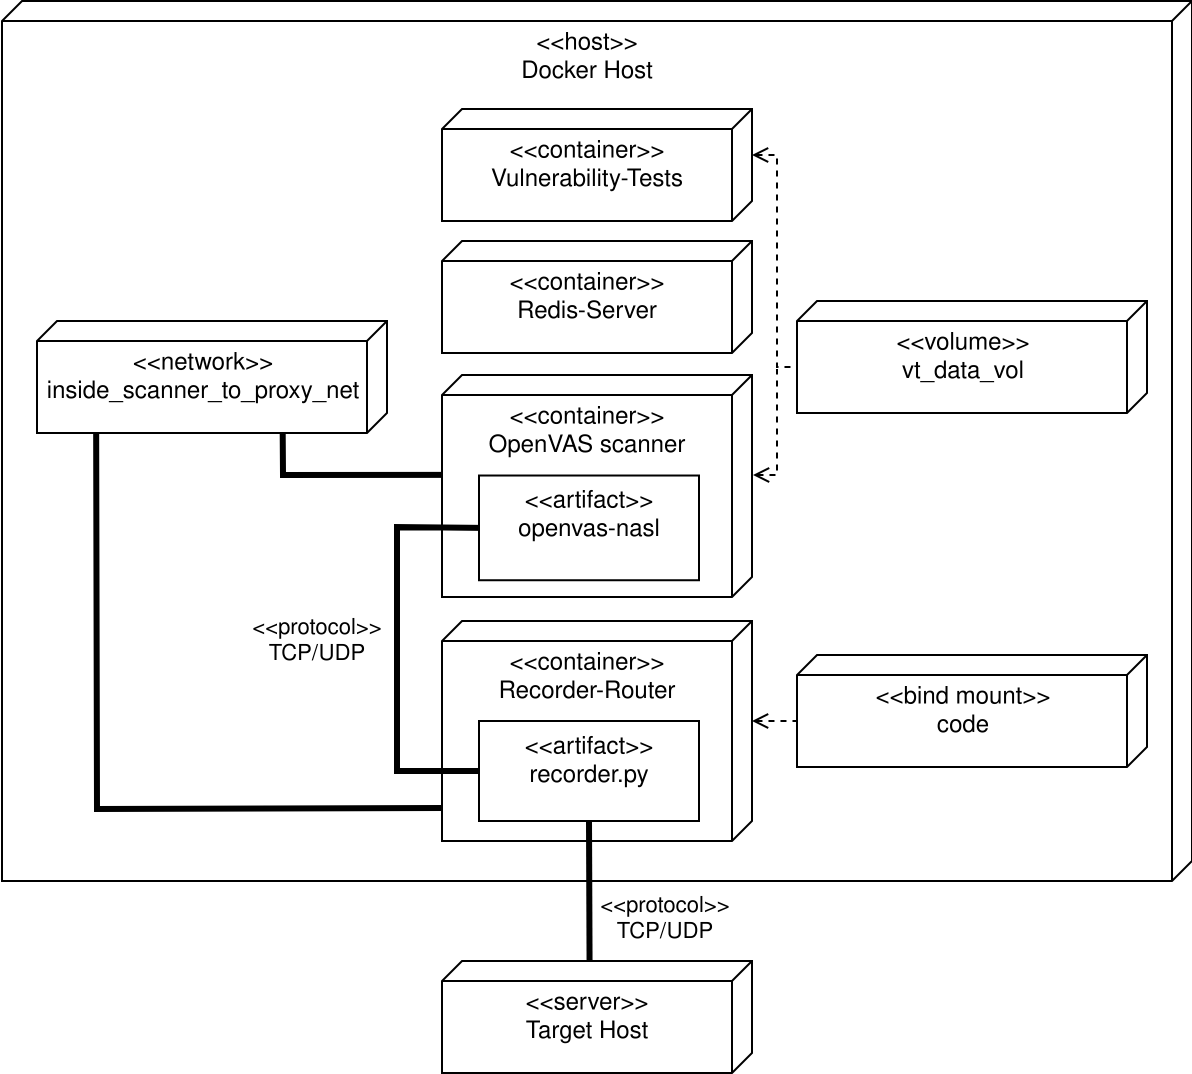 <<host>>
Docker Host
<<container>>
Vulnerability-Tests
<<container>>
Redis-Server
<<network>>
inside_scanner_to_proxy_net
<<volume>>
vt_data_vol
<<container>>
OpenVAS scanner
<<artifact>>
openvas-nasl
<<protocol>>
TCP/UDP
<<container>>
Recorder-Router
<<artifact>>
recorder.py
<<bind mount>>
code
<<protocol>>
TCP/UDP
<<server>>
Target Host